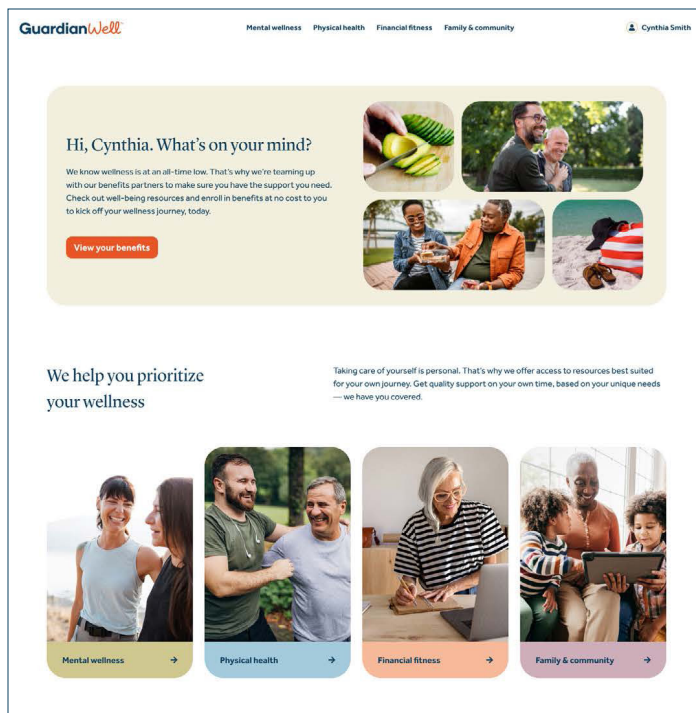 GuardianWell
Mental wellness Physical health Financial fitness Family & community
Cynthia Smith
Hi, Cynthia. What's on your mind?
We know wellness is at an all-time low. That's why we're teaming up
with our benefits partners to make sure you have the support you need.
Check out well-being resources and enroll in benefits at no cost to you
to kick off your wellness journey, today.
View your benefits
We help you prioritize
your wellness
Taking care of yourself is personal. That's why we offer access to resources best suited
for your own journey. Get quality support on your own time, based on your unique needs
— we have you covered.
Mental wellness →
Physical health →
Financial fitness →
Family & community →